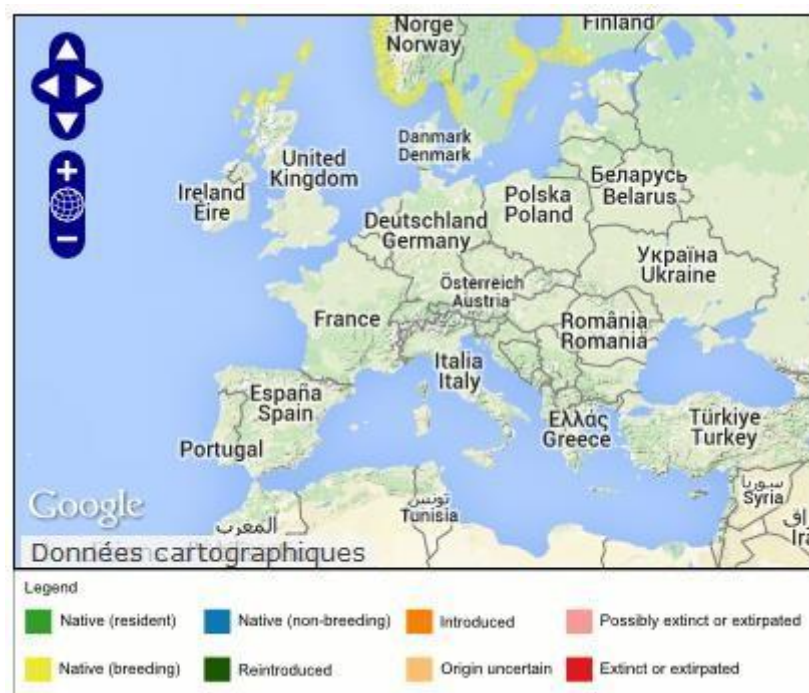 Norge
Norway
Finland
Danmark
Denmark
United
Kingdom
Ireland
Éire
Беларусь
Belarus
Polska
Poland
Deutschland
Germany
Україна
Ukraine
Österreich
Austria
France
România
Romania
Italia
Italy
España
Spain
Portugal
Ελλάς
Greece
Türkiye
Turkey
سوريا
Syria
تونس
Tunisia
المغرب
Google
Données cartographiques
Legend
Native (resident)
Native (non-breeding)
Introduced
Possibly extinct or extirpated
Native (breeding)
Reintroduced
Origin uncertain
Extinct or extirpated